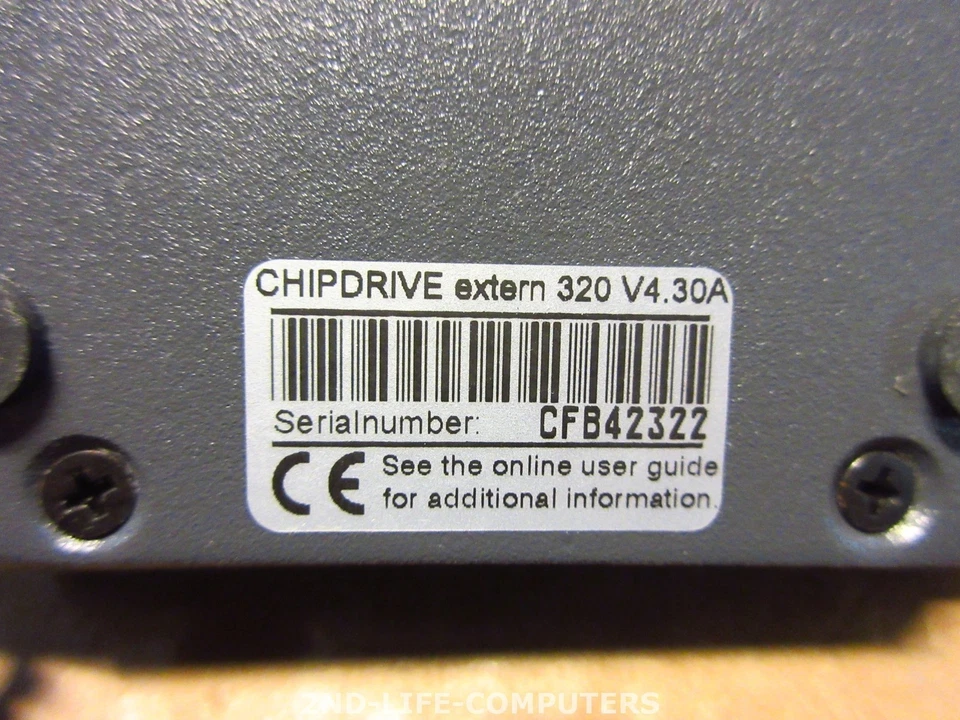 CHIPDRIVE extern 320 V4.30A
Serialnumber: CFB42322
CE See the online user guide
for additional information.
2ND-LIFE-COMPUTERS